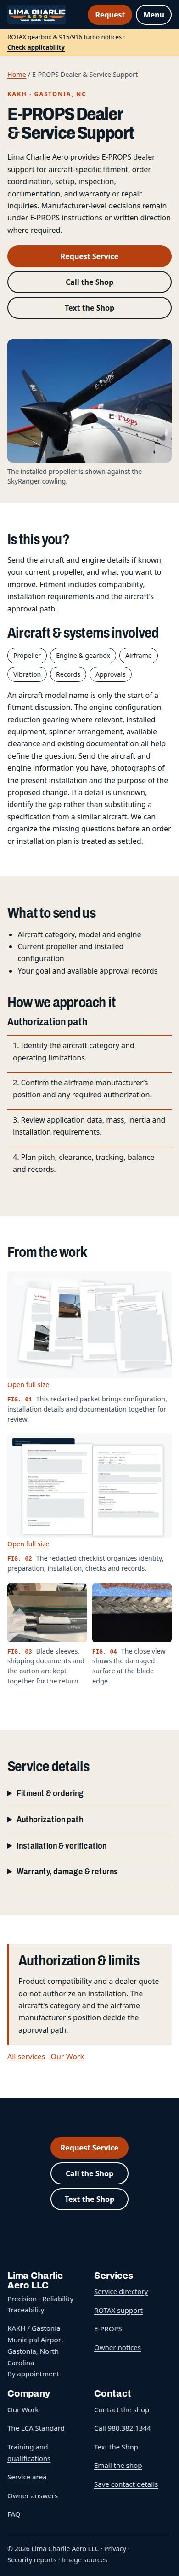 LIMA CHARLIE
AERO
Request
Menu
ROTAX gearbox & 915/916 turbo notices ·
Check applicability
Home / E-PROPS Dealer & Service Support
KAKH · GASTONIA, NC
E-PROPS Dealer
& Service Support
Lima Charlie Aero provides E-PROPS dealer
support for aircraft-specific fitment, order
coordination, setup, inspection,
documentation, and warranty or repair
inquiries. Manufacturer-level decisions remain
under E-PROPS instructions or written direction
where required.
Request Service
Call the Shop
Text the Shop
E-Props
The installed propeller is shown against the
SkyRanger cowling.
Is this you?
Send the aircraft and engine details if known,
your current propeller, and what you want to
improve. Fitment includes compatibility,
installation requirements and the aircraft's
approval path.
Aircraft & systems involved
Propeller
Engine & gearbox
Airframe
Vibration
Records
Approvals
An aircraft model name is only the start of a
fitment discussion. The engine configuration,
reduction gearing where relevant, installed
equipment, spinner arrangement, available
clearance and existing documentation all help
define the question. Send the aircraft and
engine information you have, photographs of
the present installation and the purpose of the
proposed change. If a detail is unknown,
identify the gap rather than substituting a
specification from a similar aircraft. We can
organize the missing questions before an order
or installation plan is treated as settled.
What to send us
• Aircraft category, model and engine
• Current propeller and installed
configuration
• Your goal and available approval records
How we approach it
Authorization path
1. Identify the aircraft category and
operating limitations.
2. Confirm the airframe manufacturer's
position and any required authorization.
3. Review application data, mass, inertia and
installation requirements.
4. Plan pitch, clearance, tracking, balance
and records.
From the work
Open full size
FIG. 01 This redacted packet brings configuration,
installation details and documentation together for
review.
Open full size
FIG. 02 The redacted checklist organizes identity,
preparation, installation, checks and records.
FIG. 03 Blade sleeves,
shipping documents and
the carton are kept
together for the return.
FIG. 04 The close view
shows the damaged
surface at the blade
edge.
Service details
Fitment & ordering
Authorization path
Installation & verification
Warranty, damage & returns
Authorization & limits
Product compatibility and a dealer quote
do not authorize an installation. The
aircraft's category and the airframe
manufacturer's position decide the
approval path.
All services Our Work
Request Service
Call the Shop
Text the Shop
Lima Charlie
Aero LLC
Precision · Reliability ·
Traceability
KAKH / Gastonia
Municipal Airport
Gastonia, North
Carolina
By appointment
Services
Service directory
ROTAX support
E-PROPS
Owner notices
Company
Our Work
The LCA Standard
Training and
qualifications
Service area
Owner answers
FAQ
Contact
Contact the shop
Call 980.382.1344
Text the Shop
Email the shop
Save contact details
© 2026 Lima Charlie Aero LLC · Privacy ·
Security reports · Image sources